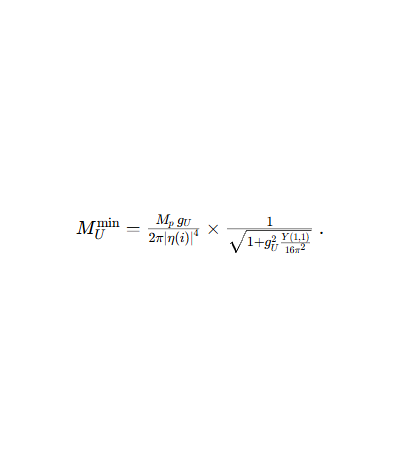 $M_U^{\min} = \frac{M_p \, g_U}{2\pi |\eta(i)|^4} \times \frac{1}{\sqrt{1+g_U^2 \frac{Y(1,1)}{16\pi^2}}} \, .$